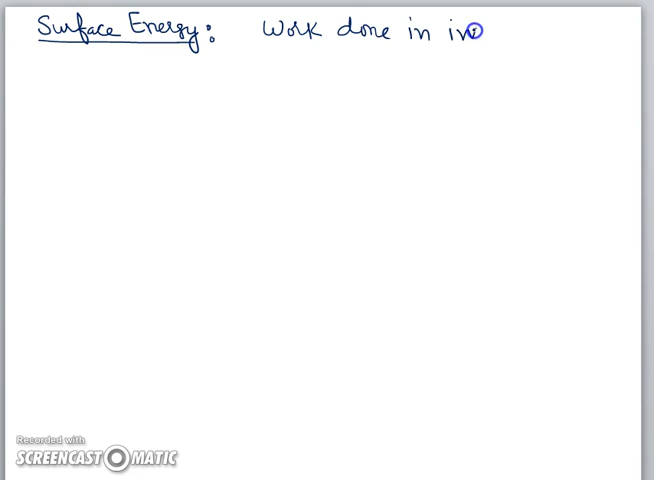 Surface Energy: Work done in in
Recorded with
SCREENCAST MATIC